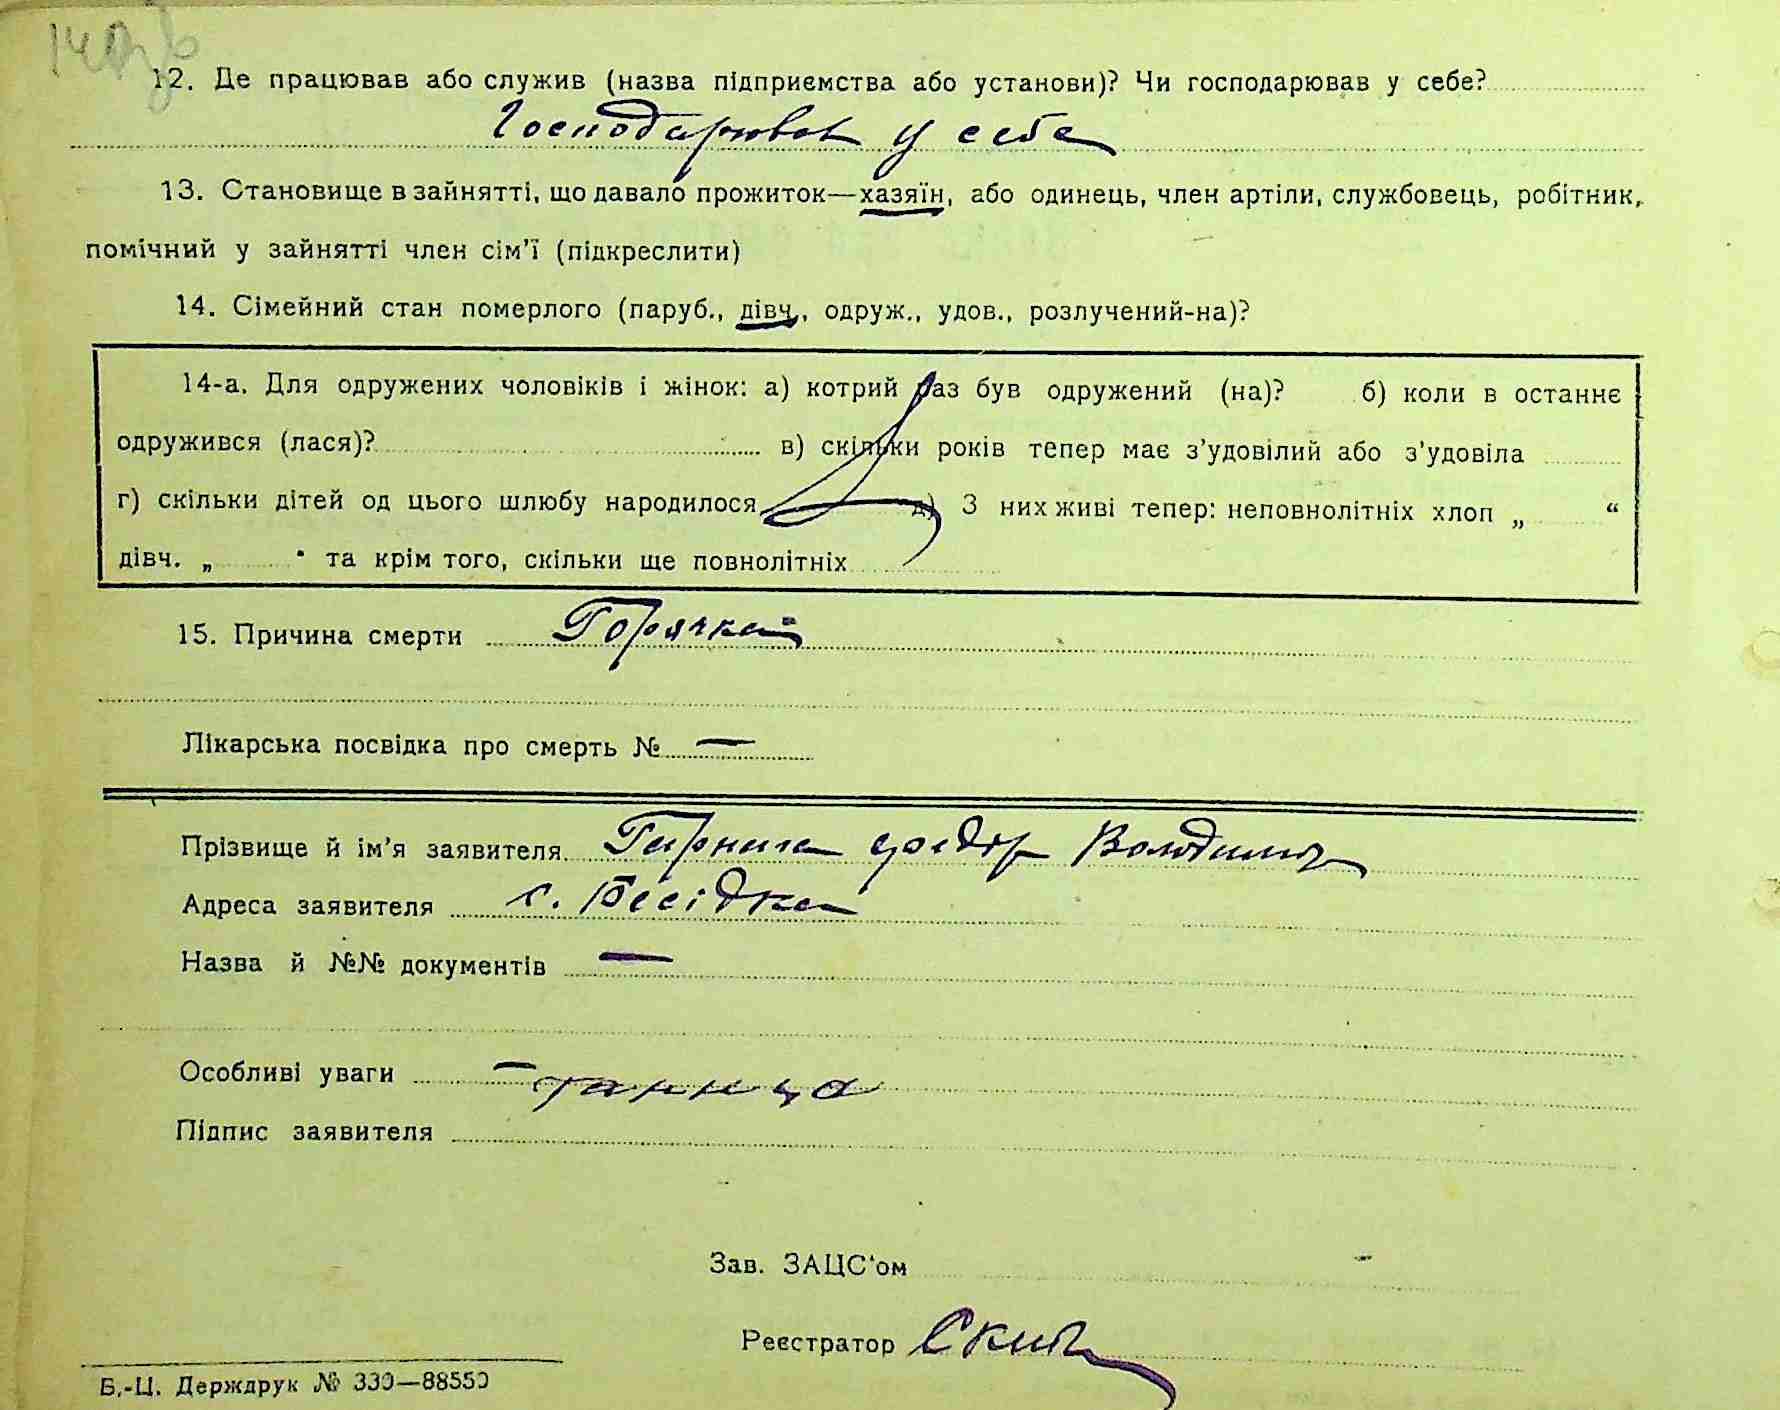 12. Де працював або служив (назва підприємства або установи)? Чи господарював у себе?
Господарював у себе
13. Становище в зайнятті, що давало прожиток—хазяїн, або одинець, член артіли, службовець, робітник,
помічний у зайнятті член сім'ї (підкреслити)
14. Сімейний стан померлого (паруб., дівч., одруж., удов., розлучений-на)?
14-а. Для одружених чоловіків і жінок: а) котрий раз був одружений (на)? б) коли в останнє
одружився (лася)? в) скільки років тепер має з'удовілий або з'удовіла
г) скільки дітей од цього шлюбу народилося д) З них живі тепер: неповнолітніх хлоп „ “
дівч. „ " та крім того, скільки ще повнолітніх
15. Причина смерти Горячка
Лікарська посвідка про смерть № —
Прізвище й ім'я заявителя Федір Володимир
Адреса заявителя с. Бесідка
Назва й №№ документів —
Особливі уваги —
Підпис заявителя
Зав. ЗАЦС'ом
Реєстратор
Б.-Ц. Держдрук № 330—88550